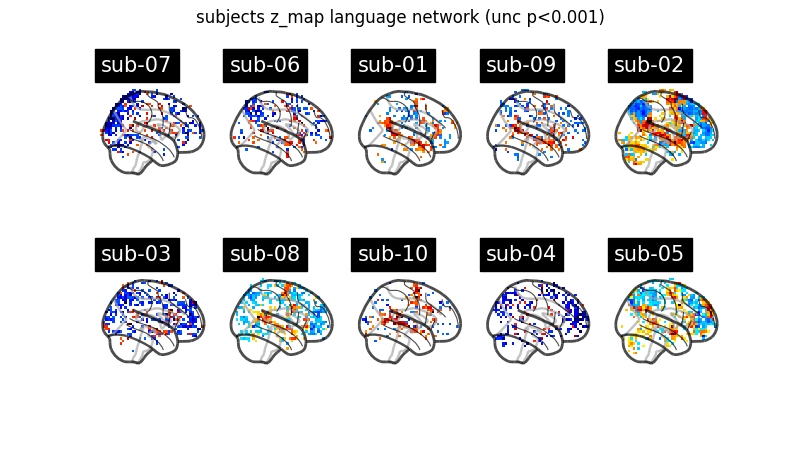 subjects z_map language network (unc p<0.001)
sub-07 sub-06 sub-01 sub-09 sub-02
sub-03 sub-08 sub-10 sub-04 sub-05